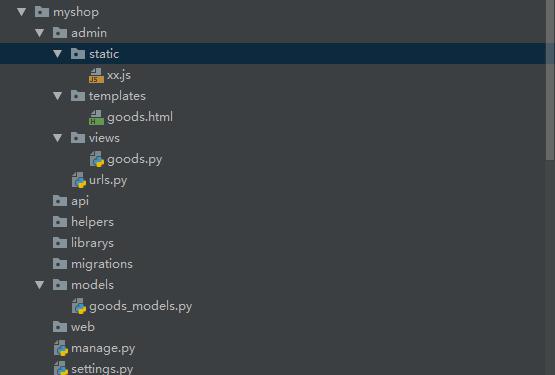 myshop
admin
static
xx.js
templates
goods.html
views
goods.py
urls.py
api
helpers
librarys
migrations
models
goods_models.py
web
manage.py
settings.py